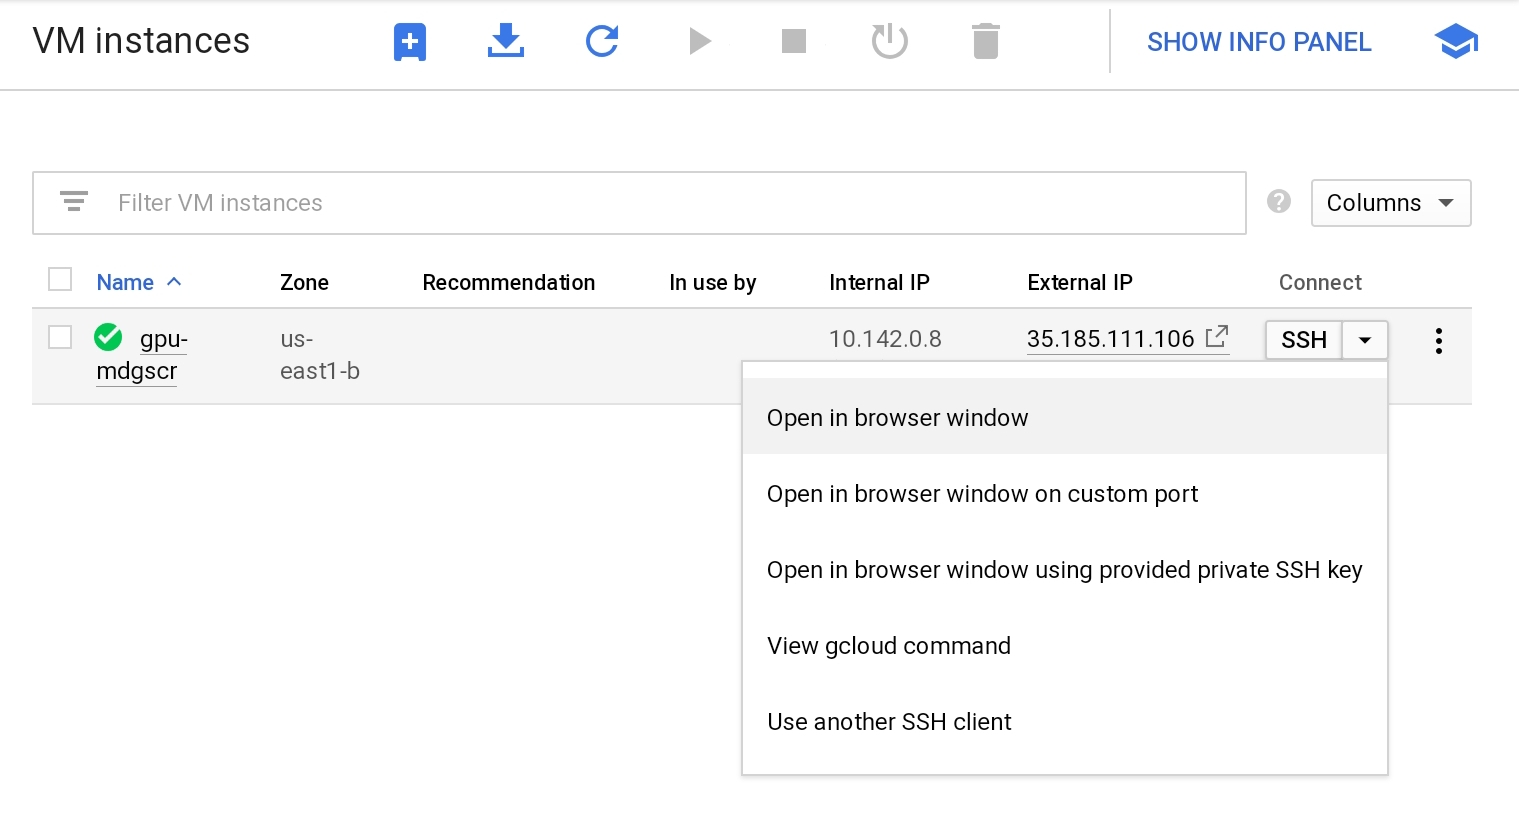 VM instances
SHOW INFO PANEL
Filter VM instances
Columns
Name Zone Recommendation In use by Internal IP External IP Connect
gpu- us- 10.142.0.8 35.185.111.106 SSH
mdgscr east1-b
Open in browser window
Open in browser window on custom port
Open in browser window using provided private SSH key
View gcloud command
Use another SSH client